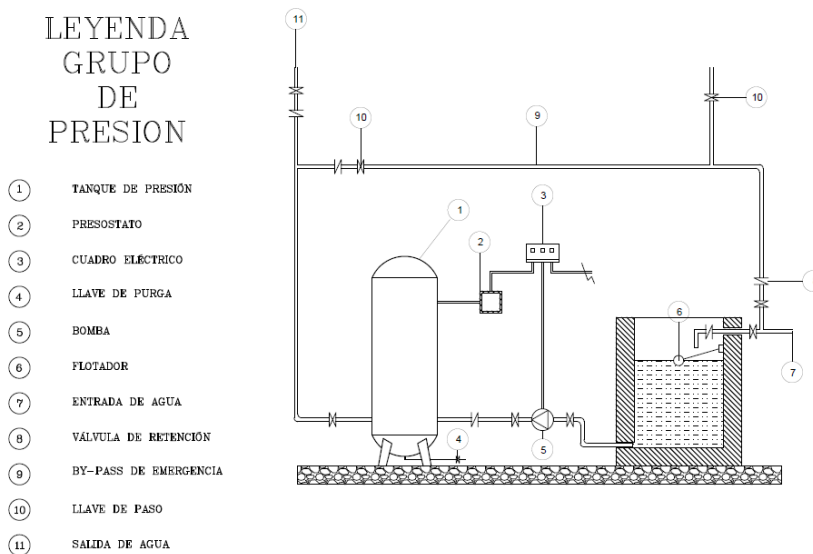 LEYENDA
GRUPO
DE
PRESION
1 TANQUE DE PRESIÓN
2 PRESOSTATO
3 CUADRO ELÉCTRICO
4 LLAVE DE PURGA
5 BOMBA
6 FLOTADOR
7 ENTRADA DE AGUA
8 VÁLVULA DE RETENCIÓN
9 BY-PASS DE EMERGENCIA
10 LLAVE DE PASO
11 SALIDA DE AGUA
11
10
9
10
1
2
3
6
7
4
5